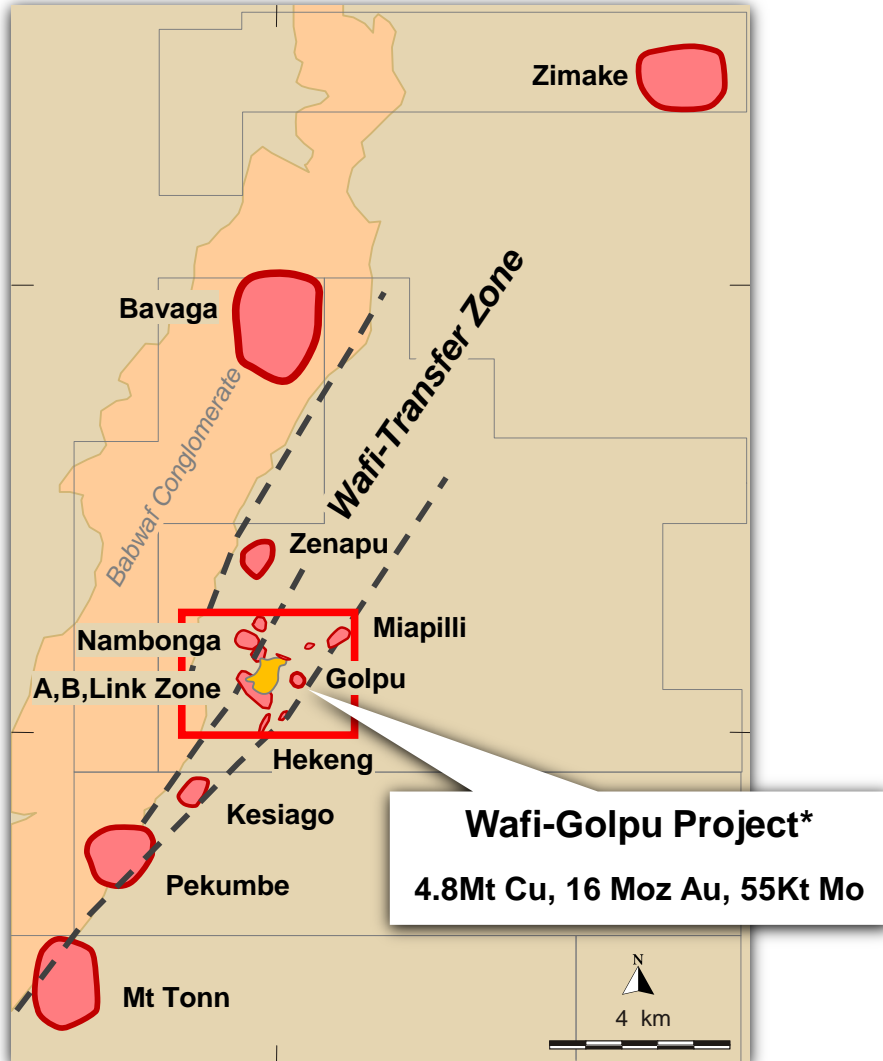 Zimake
Bavaga
Wafi-Transfer Zone
Babwaf Conglomerate
Zenapu
Nambonga
Miapilli
A,B,Link Zone
Golpu
Hekeng
Kesiago
Wafi-Golpu Project*
4.8Mt Cu, 16 Moz Au, 55Kt Mo
Pekumbe
Mt Tonn
N
4 km